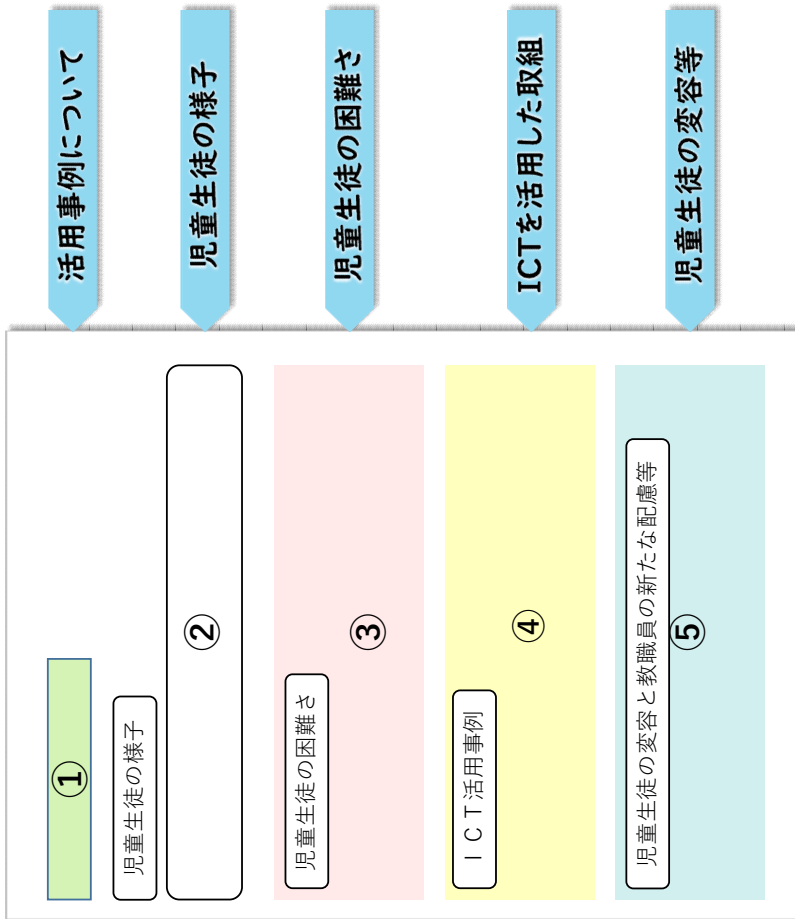 ①
活用事例について
児童生徒の様子
②
児童生徒の様子
児童生徒の困難さ
③
児童生徒の困難さ
ＩＣＴ活用事例
④
ICTを活用した取組
児童生徒の変容と教職員の新たな配慮等
⑤
児童生徒の変容等